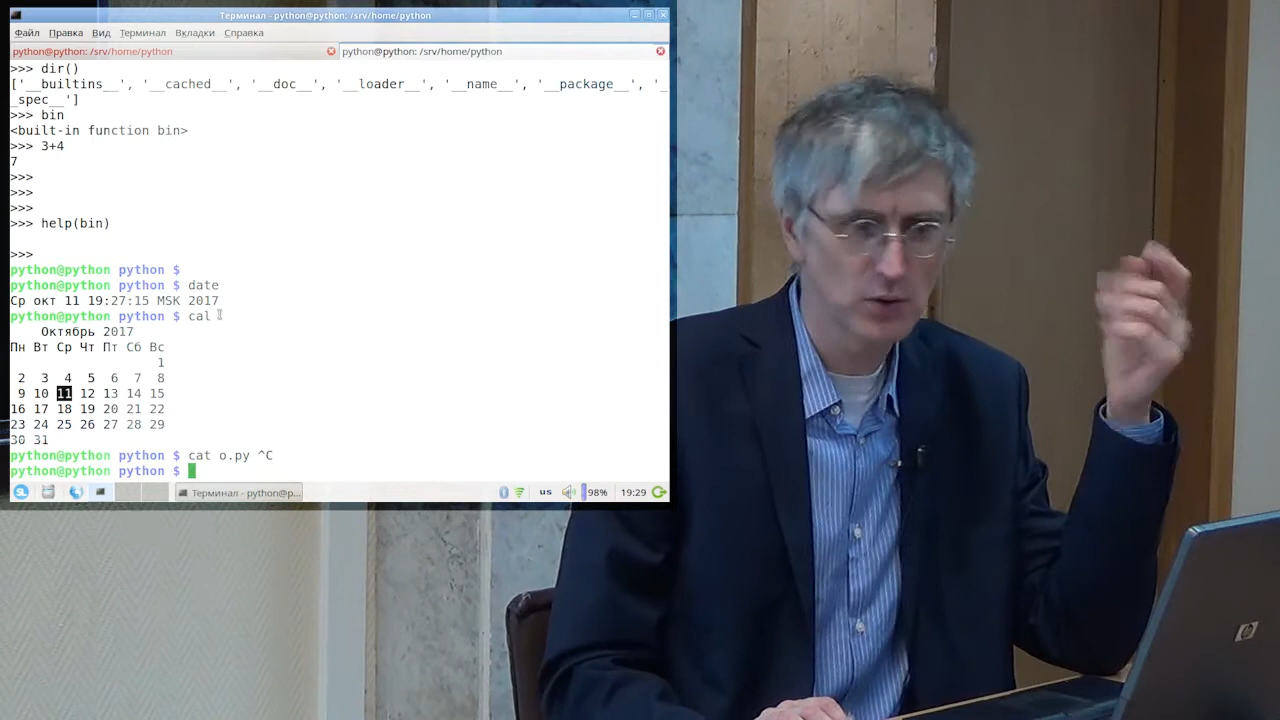 Терминал - python@python: /srv/home/python
Файл Правка Вид Терминал Вкладки Справка
python@python: /srv/home/python python@python: /srv/home/python
>>> dir()
['__builtins__', '__cached__', '__doc__', '__loader__', '__name__', '__package__', '_
_spec__']
>>> bin
<built-in function bin>
>>> 3+4
7
>>>
>>>
>>>
>>> help(bin)
>>>
python@python python $
python@python python $ date
Ср окт 11 19:27:15 MSK 2017
python@python python $ cal
Октябрь 2017
Пн Вт Ср Чт Пт Сб Вс
1
2 3 4 5 6 7 8
9 10 11 12 13 14 15
16 17 18 19 20 21 22
23 24 25 26 27 28 29
30 31
python@python python $ cat o.py ^C
python@python python $
Терминал - python@p... us 98% 19:29
hp